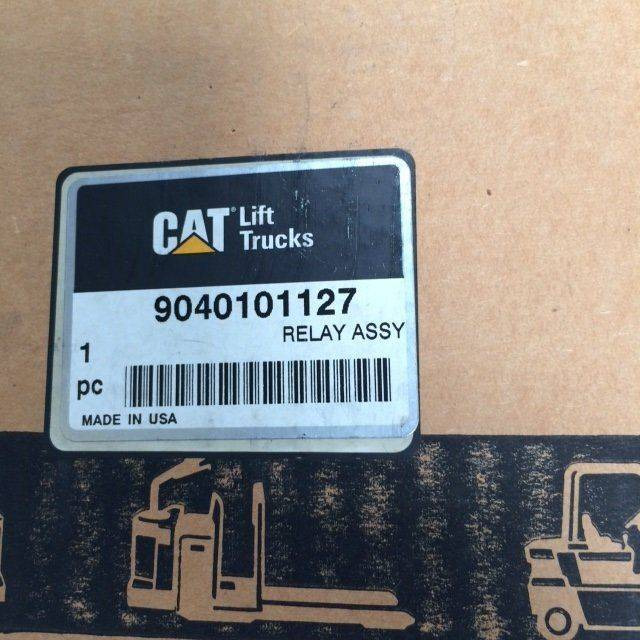 CAT® Lift
Trucks
9040101127
RELAY ASSY
1
pc
MADE IN USA